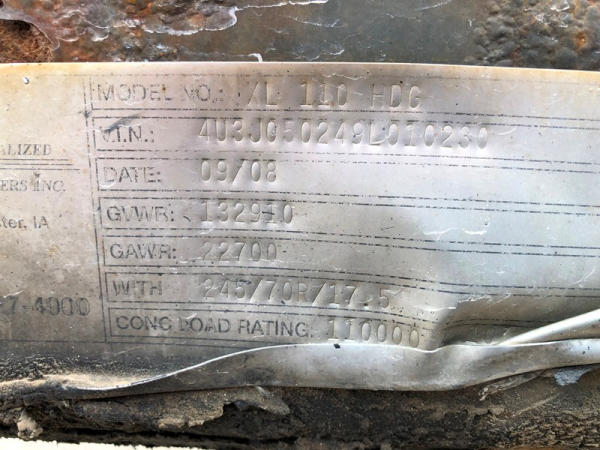 MODEL NO.: XL 110 HDG
V.I.N.: 4U3J050249L010230
ALIZED
DATE: 09/08
ERS INC.
GVWR: 132910
ter, IA
GAWR: 22700
WITH 245/70R/17.5
7-4000
CONC LOAD RATING: 110000